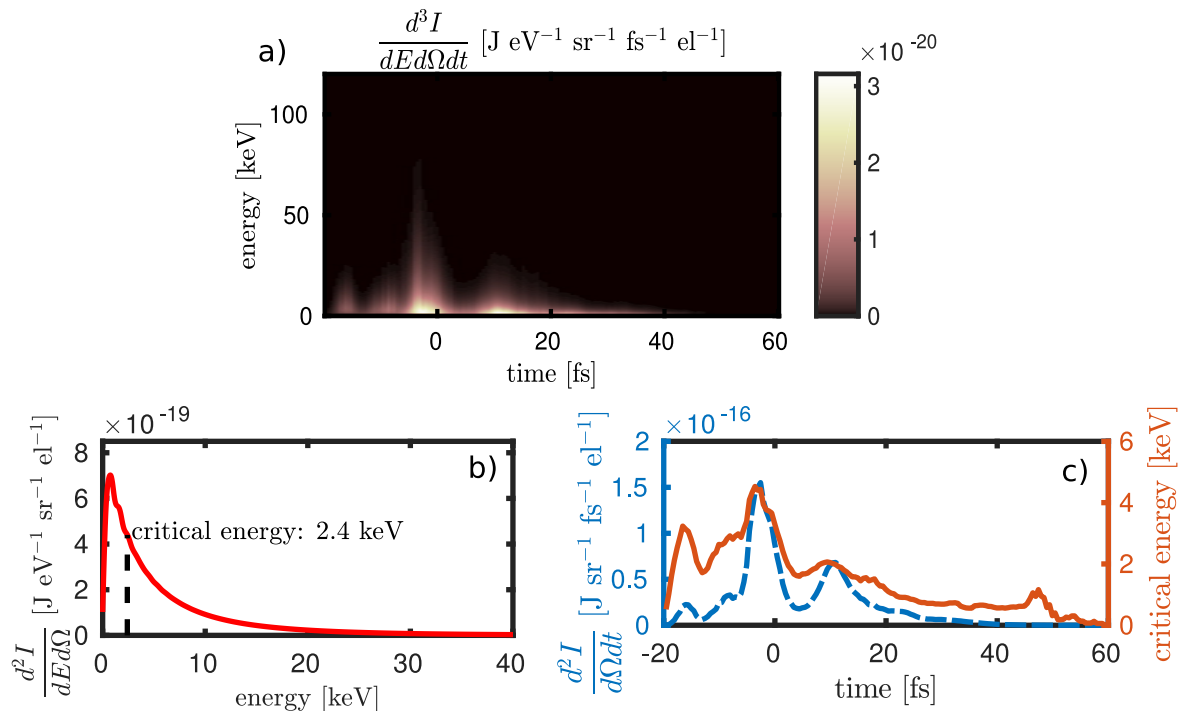 a)
d³I
dEdΩdt
[J eV⁻¹ sr⁻¹ fs⁻¹ el⁻¹]
×10 -20
100
50
0
energy [keV]
0
20
40
60
time [fs]
3
2
1
0
×10 -19
b)
8
6
4
2
0
critical energy: 2.4 keV
d²I
dEdΩ
[J eV⁻¹ sr⁻¹ el⁻¹]
0
10
20
30
40
energy [keV]
×10 -16
c)
2
1.5
1
0.5
0
d²I
dΩdt
[J sr⁻¹ fs⁻¹ el⁻¹]
6
4
2
0
critical energy [keV]
-20
0
20
40
60
time [fs]